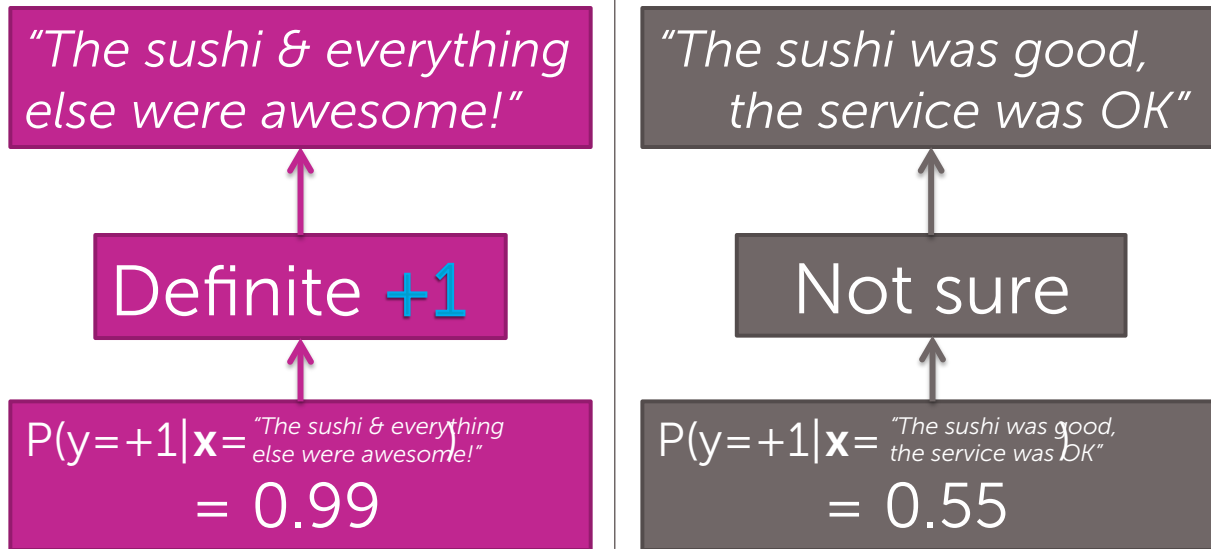 "The sushi & everything
else were awesome!"
Definite +1
P(y=+1|x= "The sushi & everything
else were awesome!" )
= 0.99
"The sushi was good,
the service was OK"
Not sure
P(y=+1|x= "The sushi was good,
the service was OK" )
= 0.55